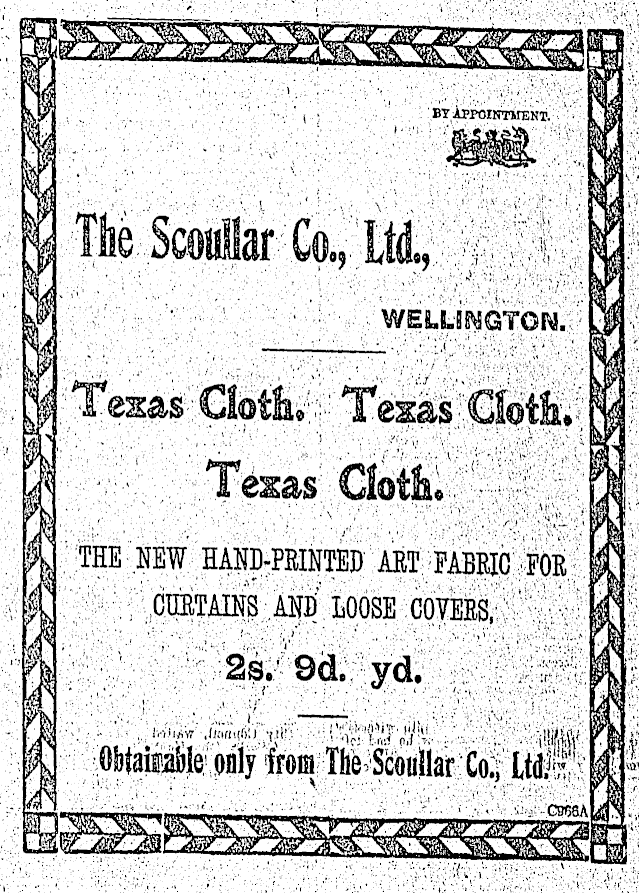 BY APPOINTMENT.
The Scoullar Co., Ltd.,
WELLINGTON.
Texas Cloth. Texas Cloth.
Texas Cloth.
THE NEW HAND-PRINTED ART FABRIC FOR
CURTAINS AND LOOSE COVERS,
2s. 9d. yd.
Obtainable only from The Scoullar Co., Ltd.
C966A